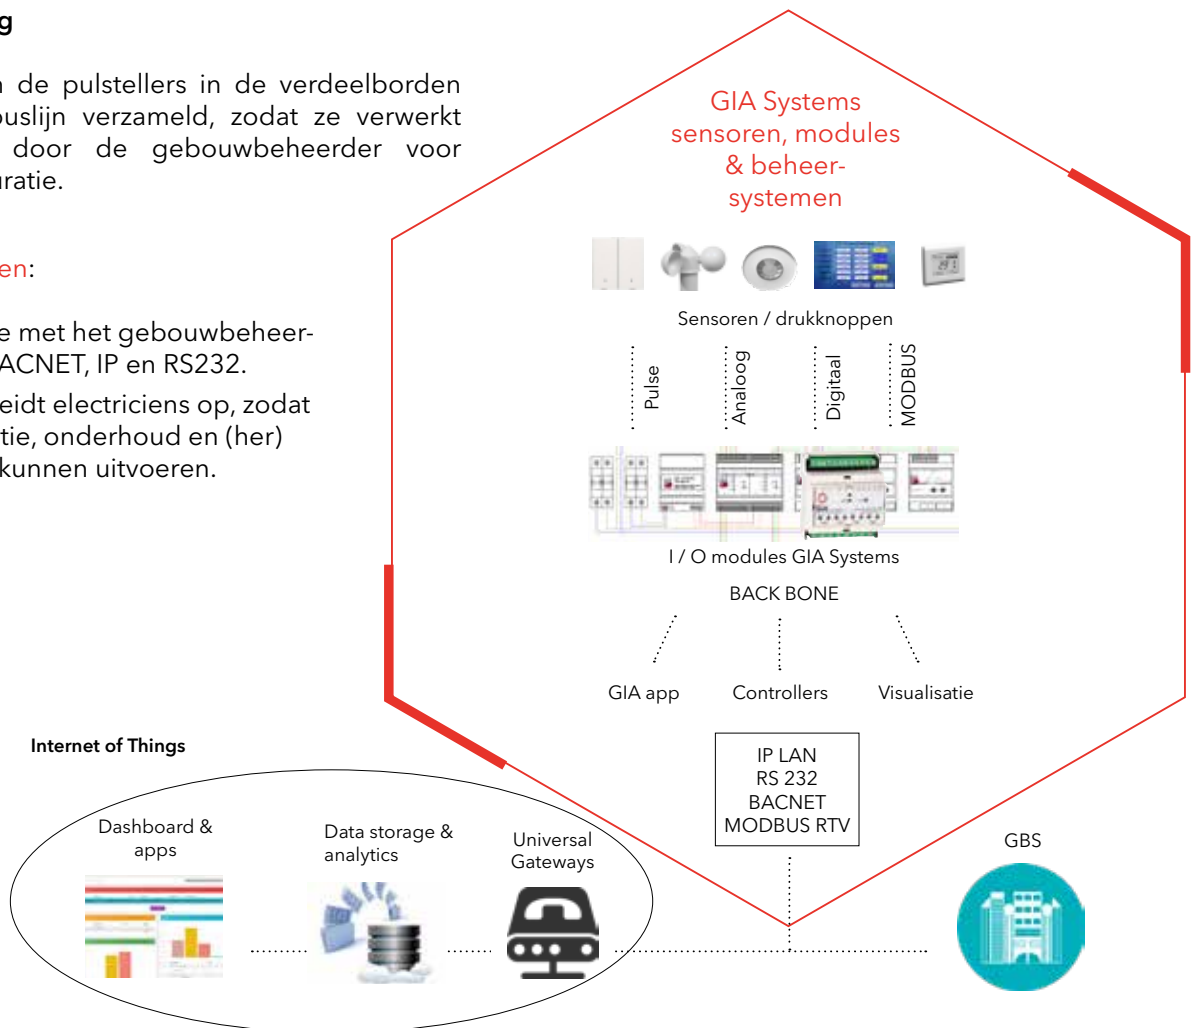 g
de pulstellers in de verdeelborden
uslijn verzameld, zodat ze verwerkt
door de gebouwbeheerder voor
ratie.
en:
e met het gebouwbeheer-
ACNET, IP en RS232.
eidt electriciens op, zodat
tie, onderhoud en (her)
kunnen uitvoeren.
GIA Systems
sensoren, modules
& beheer-
systemen
Sensoren / drukknoppen
Pulse
Analoog
Digitaal
MODBUS
I / O modules GIA Systems
BACK BONE
GIA app
Controllers
Visualisatie
IP LAN
RS 232
BACNET
MODBUS RTV
Internet of Things
Dashboard &
apps
Data storage &
analytics
Universal
Gateways
GBS